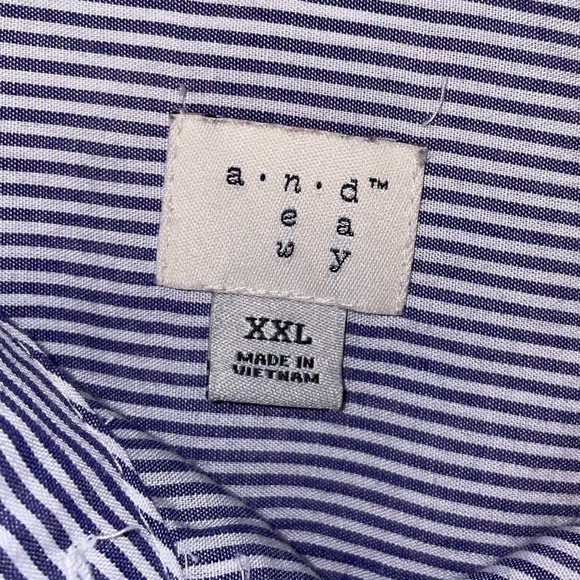 a·n·d™
e a
w y
XXL
MADE IN
VIETNAM